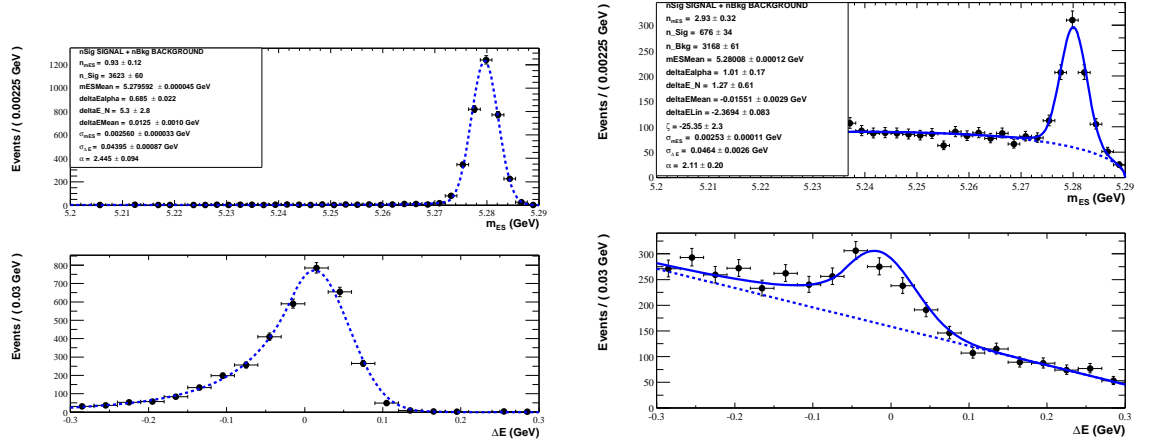 nSig SIGNAL + nBkg BACKGROUND
n_mES = 0.93 ± 0.12
n_Sig = 3623 ± 60
mESMean = 5.279592 ± 0.000045 GeV
deltaEalpha = 0.685 ± 0.022
deltaE_N = 5.3 ± 2.8
deltaEMean = 0.0125 ± 0.0010 GeV
σ_mES = 0.002560 ± 0.000033 GeV
σ_ΔE = 0.04395 ± 0.00087 GeV
α = 2.445 ± 0.094
Events / ( 0.00225 GeV )
1200
1000
800
600
400
200
0
5.2 5.21 5.22 5.23 5.24 5.25 5.26 5.27 5.28 5.29
m_ES (GeV)
nSig SIGNAL + nBkg BACKGROUND
n_mES = 2.93 ± 0.32
n_Sig = 676 ± 34
n_Bkg = 3168 ± 61
mESMean = 5.28008 ± 0.00012 GeV
deltaEalpha = 1.01 ± 0.17
deltaE_N = 1.27 ± 0.61
deltaEMean = -0.01551 ± 0.0029 GeV
deltaELin = -2.3694 ± 0.083
ζ = -25.35 ± 2.3
σ_mES = 0.00253 ± 0.00011 GeV
σ_ΔE = 0.0464 ± 0.0026 GeV
α = 2.11 ± 0.20
Events / ( 0.00225 GeV )
300
250
200
150
100
50
0
5.2 5.21 5.22 5.23 5.24 5.25 5.26 5.27 5.28 5.29
m_ES (GeV)
Events / ( 0.03 GeV )
800
700
600
500
400
300
200
100
0
-0.3 -0.2 -0.1 0 0.1 0.2 0.3
ΔE (GeV)
Events / ( 0.03 GeV )
300
250
200
150
100
50
0
-0.3 -0.2 -0.1 0 0.1 0.2 0.3
ΔE (GeV)